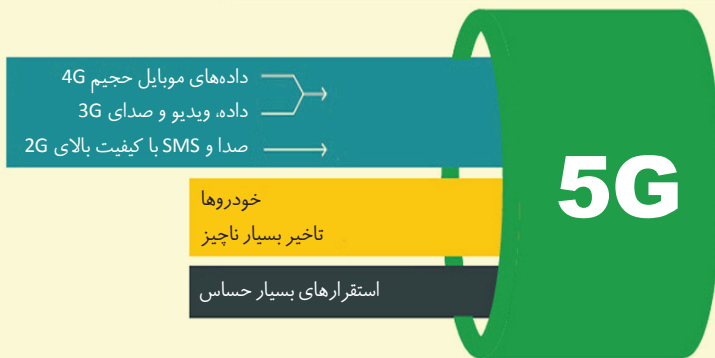 داده‌های موبایل حجیم 4G
داده، ویدیو و صدای 3G
صدا و SMS با کیفیت بالای 2G
خودروها
تاخیر بسیار ناچیز
استقرارهای بسیار حساس
5G